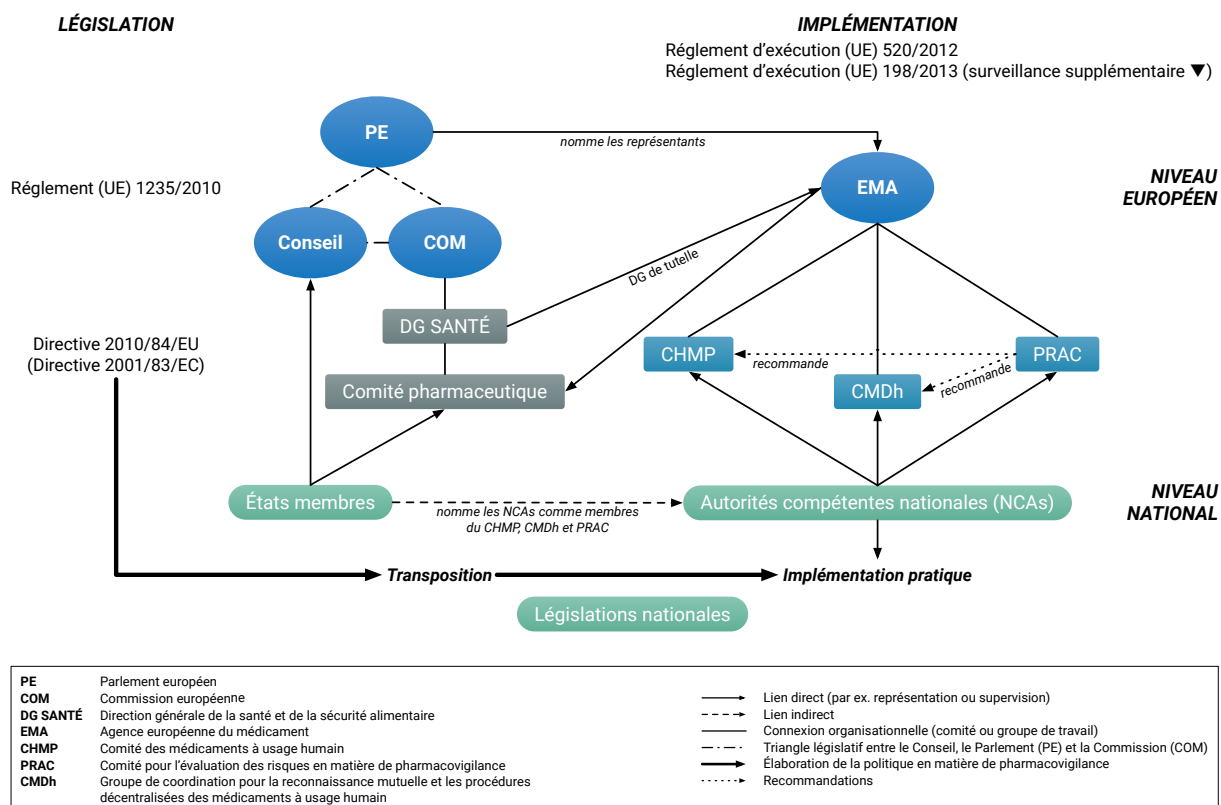 LÉGISLATION
IMPLÉMENTATION
Réglement d'exécution (UE) 520/2012
Réglement d'exécution (UE) 198/2013 (surveillance supplémentaire ▼)
PE
nomme les représentants
Réglement (UE) 1235/2010
EMA
NIVEAU
EUROPÉEN
Conseil
COM
DG de tutelle
DG SANTÉ
Directive 2010/84/EU
(Directive 2001/83/EC)
CHMP
recommande
PRAC
recommande
Comité pharmaceutique
CMDh
États membres
nomme les NCAs comme membres
du CHMP, CMDh et PRAC
Autorités compétentes nationales (NCAs)
NIVEAU
NATIONAL
Transposition
Implémentation pratique
Législations nationales
PE Parlement européen
COM Commission européenne
DG SANTÉ Direction générale de la santé et de la sécurité alimentaire
EMA Agence européenne du médicament
CHMP Comité des médicaments à usage humain
PRAC Comité pour l'évaluation des risques en matière de pharmacovigilance
CMDh Groupe de coordination pour la reconnaissance mutuelle et les procédures
décentralisées des médicaments à usage humain
Lien direct (par ex. représentation ou supervision)
Lien indirect
Connexion organisationnelle (comité ou groupe de travail)
Triangle législatif entre le Conseil, le Parlement (PE) et la Commission (COM)
Élaboration de la politique en matière de pharmacovigilance
Recommandations